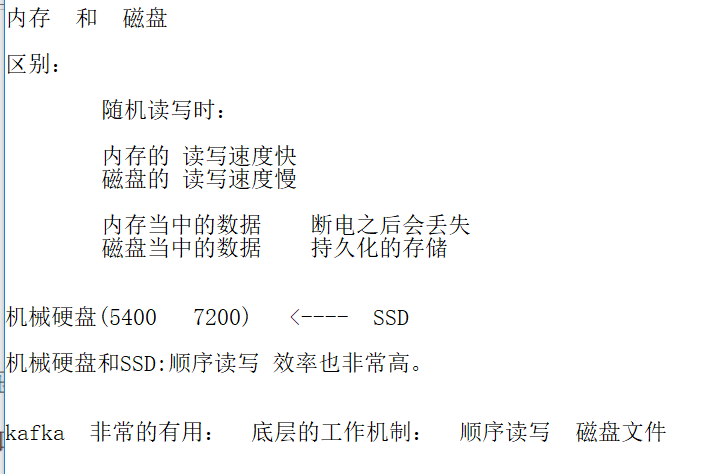 内存 和 磁盘
区别：
随机读写时：
内存的 读写速度快
磁盘的 读写速度慢
内存当中的数据 断电之后会丢失
磁盘当中的数据 持久化的存储
机械硬盘(5400 7200) <---- SSD
机械硬盘和SSD:顺序读写 效率也非常高。
kafka 非常的有用： 底层的工作机制： 顺序读写 磁盘文件